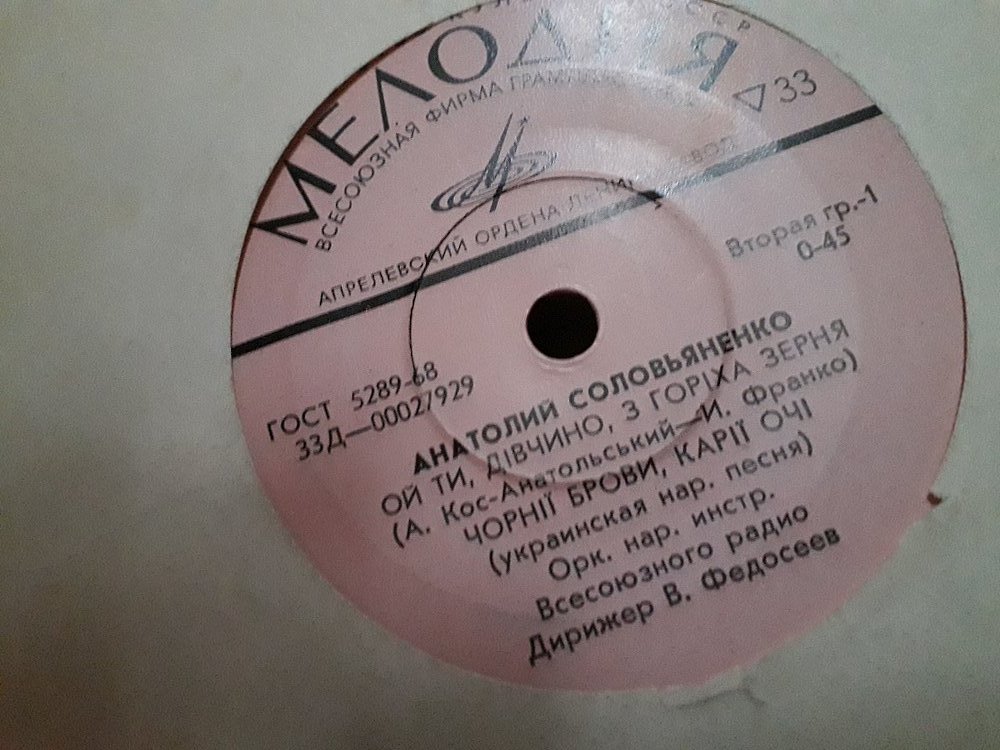 МЕЛОДИЯ
ВСЕСОЮЗНАЯ ФИРМА
▽33
АПРЕЛЕВСКИЙ ОРДЕНА
Вторая гр.-1
0-45
ГОСТ 5289-68
33Д—00027929
АНАТОЛИЙ СОЛОВЬЯНЕНКО
ОЙ ТИ, ДІВЧИНО, З ГОРІХА ЗЕРНЯ
(А. Кос-Анатольський—И. Франко)
ЧОРНІЇ БРОВИ, КАРІЇ ОЧІ
(украинская нар. песня)
Орк. нар. инстр.
Всесоюзного радио
Дирижер В. Федосеев